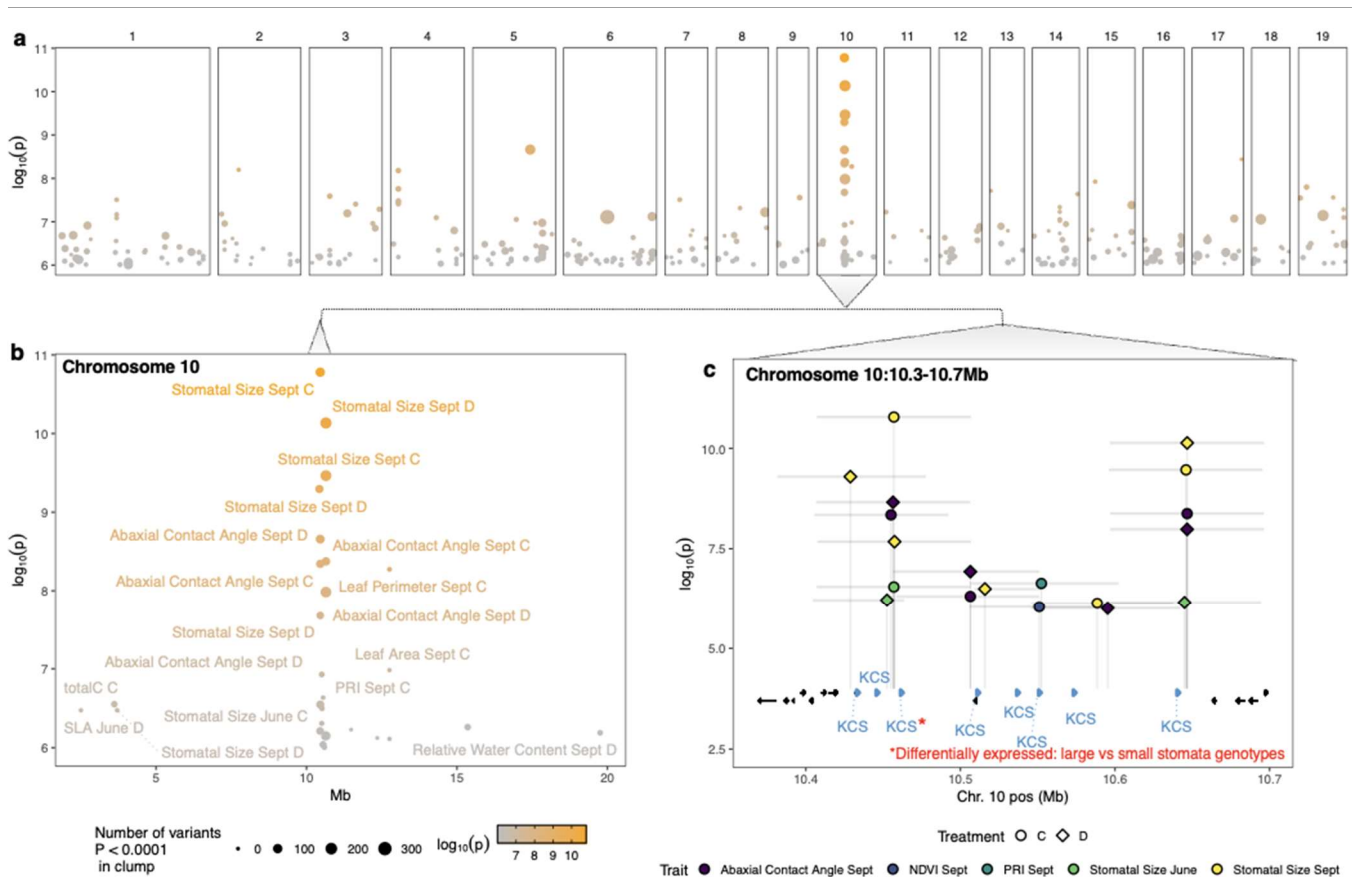 a
1 2 3 4 5 6 7 8 9 10 11 12 13 14 15 16 17 18 19
log₁₀(p)
11
10
9
8
7
6
b
Chromosome 10
log₁₀(p)
11
10
9
8
7
6
Stomatal Size Sept C
Stomatal Size Sept D
Stomatal Size Sept C
Stomatal Size Sept D
Abaxial Contact Angle Sept D
Abaxial Contact Angle Sept C
Abaxial Contact Angle Sept C
Leaf Perimeter Sept C
Abaxial Contact Angle Sept D
Stomatal Size Sept D
Leaf Area Sept C
Abaxial Contact Angle Sept D
totalC C
PRI Sept C
Stomatal Size June C
SLA June D
Stomatal Size Sept D
Relative Water Content Sept D
5 10 15 20
Mb
Number of variants
P < 0.0001
in clump
0 100 200 300
log₁₀(p)
7 8 9 10
c
Chromosome 10:10.3-10.7Mb
log₁₀(p)
10.0
7.5
5.0
2.5
KCS
KCS
KCS*
KCS
KCS
KCS
KCS
KCS
*Differentially expressed: large vs small stomata genotypes
10.4 10.5 10.6 10.7
Chr. 10 pos (Mb)
Treatment C D
Trait Abaxial Contact Angle Sept NDVI Sept PRI Sept Stomatal Size June Stomatal Size Sept